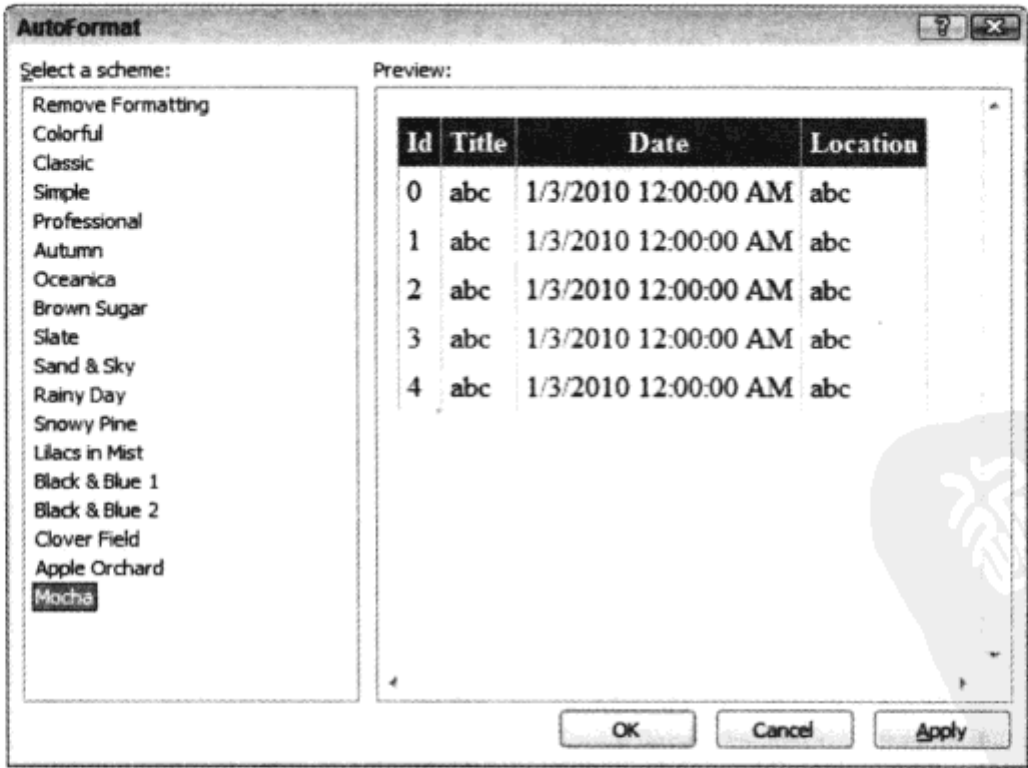 AutoFormat
Select a scheme:
Remove Formatting
Colorful
Classic
Simple
Professional
Autumn
Oceanica
Brown Sugar
Slate
Sand & Sky
Rainy Day
Snowy Pine
Lilacs in Mist
Black & Blue 1
Black & Blue 2
Clover Field
Apple Orchard
Mocha
Preview:
Id Title Date Location
0 abc 1/3/2010 12:00:00 AM abc
1 abc 1/3/2010 12:00:00 AM abc
2 abc 1/3/2010 12:00:00 AM abc
3 abc 1/3/2010 12:00:00 AM abc
4 abc 1/3/2010 12:00:00 AM abc
OK Cancel Apply